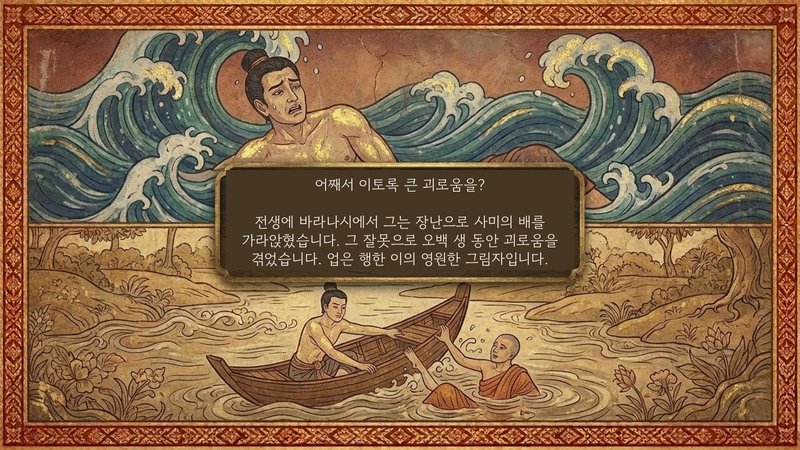 어째서 이토록 큰 괴로움을?
전생에 바라나시에서 그는 장난으로 사미의 배를
가라앉혔습니다. 그 잘못으로 오백 생 동안 괴로움을
겪었습니다. 업은 행한 이의 영원한 그림자입니다.